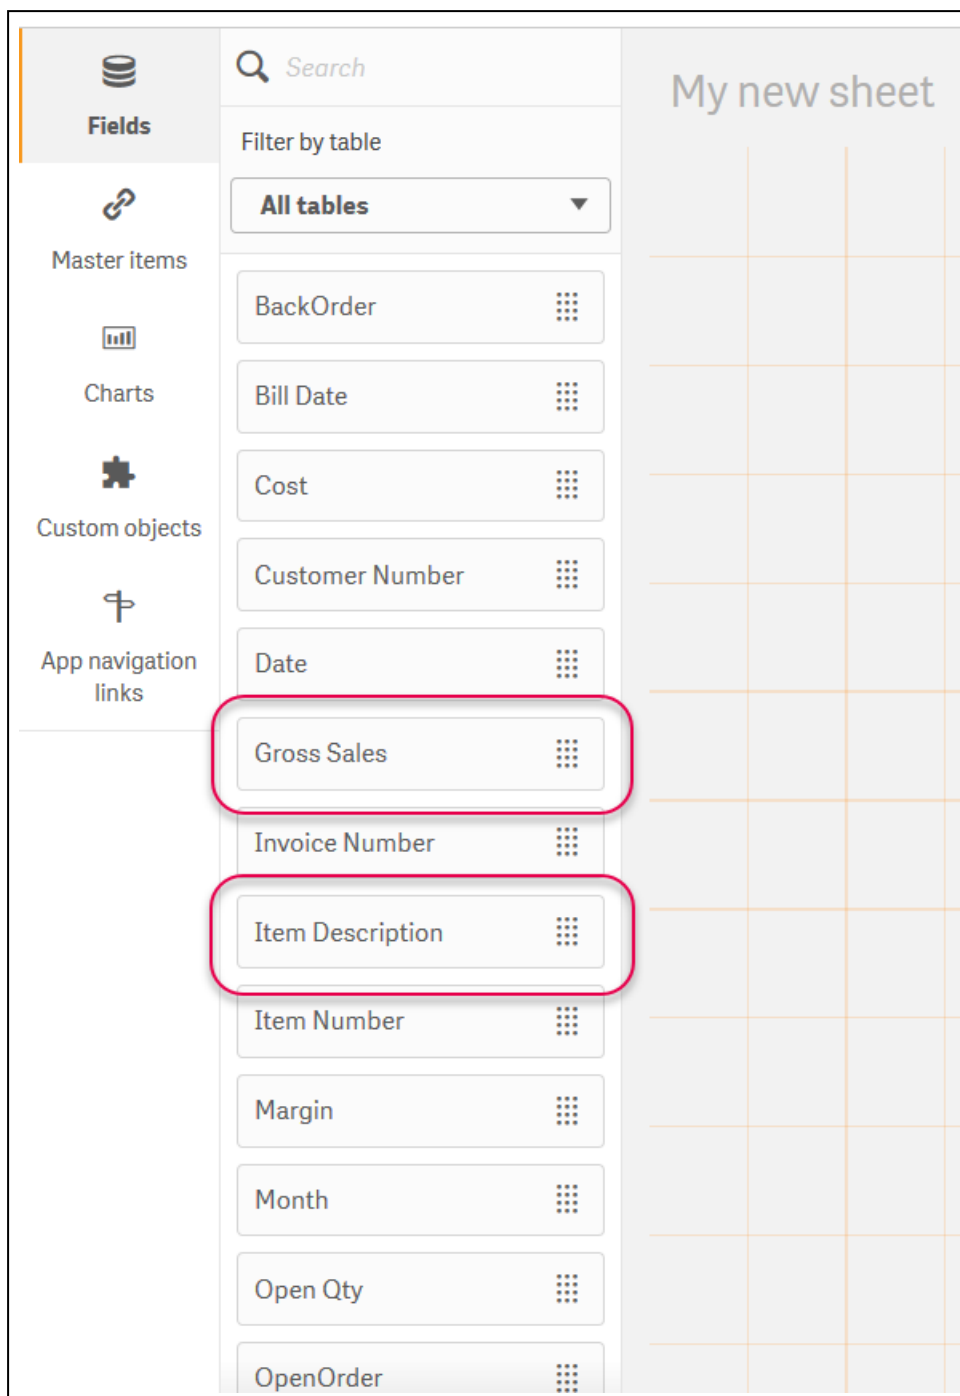 Fields
Master items
Charts
Custom objects
App navigation
links
Search
Filter by table
All tables
BackOrder
Bill Date
Cost
Customer Number
Date
Gross Sales
Invoice Number
Item Description
Item Number
Margin
Month
Open Qty
OpenOrder
My new sheet